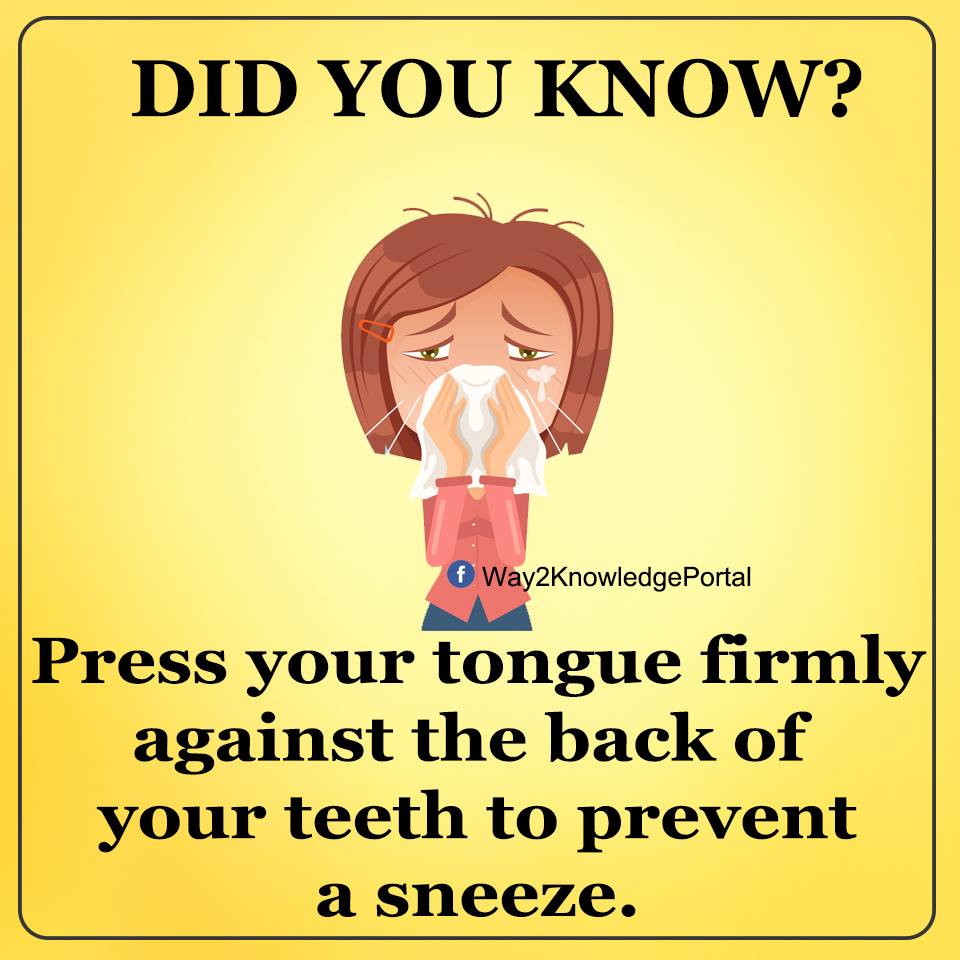 DID YOU KNOW?
Way2KnowledgePortal
Press your tongue firmly
against the back of
your teeth to prevent
a sneeze.